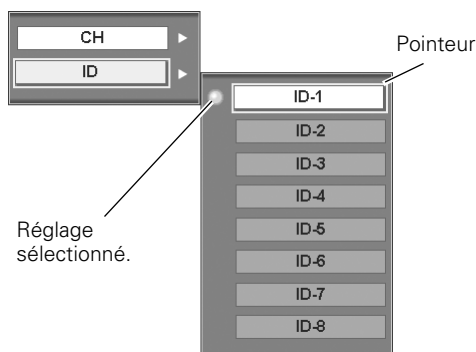 CH
ID
Pointeur
ID-1
ID-2
ID-3
ID-4
ID-5
ID-6
ID-7
ID-8
Réglage
sélectionné.